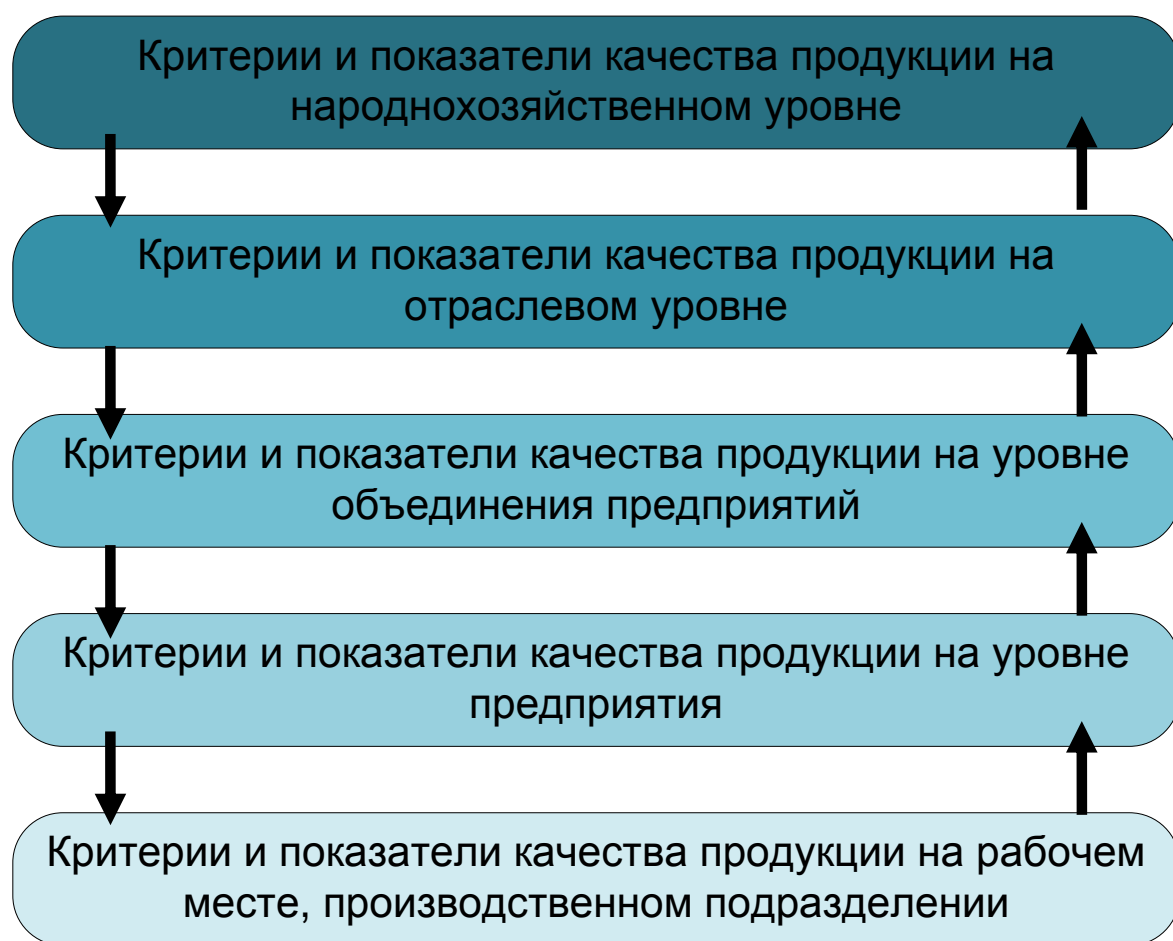 Критерии и показатели качества продукции на
народнохозяйственном уровне
Критерии и показатели качества продукции на
отраслевом уровне
Критерии и показатели качества продукции на уровне
объединения предприятий
Критерии и показатели качества продукции на уровне
предприятия
Критерии и показатели качества продукции на рабочем
месте, производственном подразделении